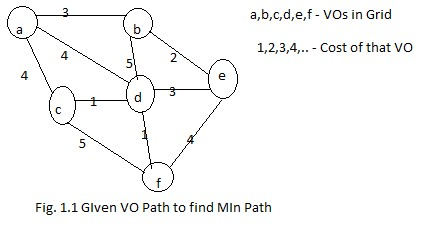 a,b,c,d,e,f - VOs in Grid
1,2,3,4,.. - Cost of that VO
3
a
b
4
5
2
4
e
1
d
3
c
5
1
4
f
Fig. 1.1 GIven VO Path to find MIn Path